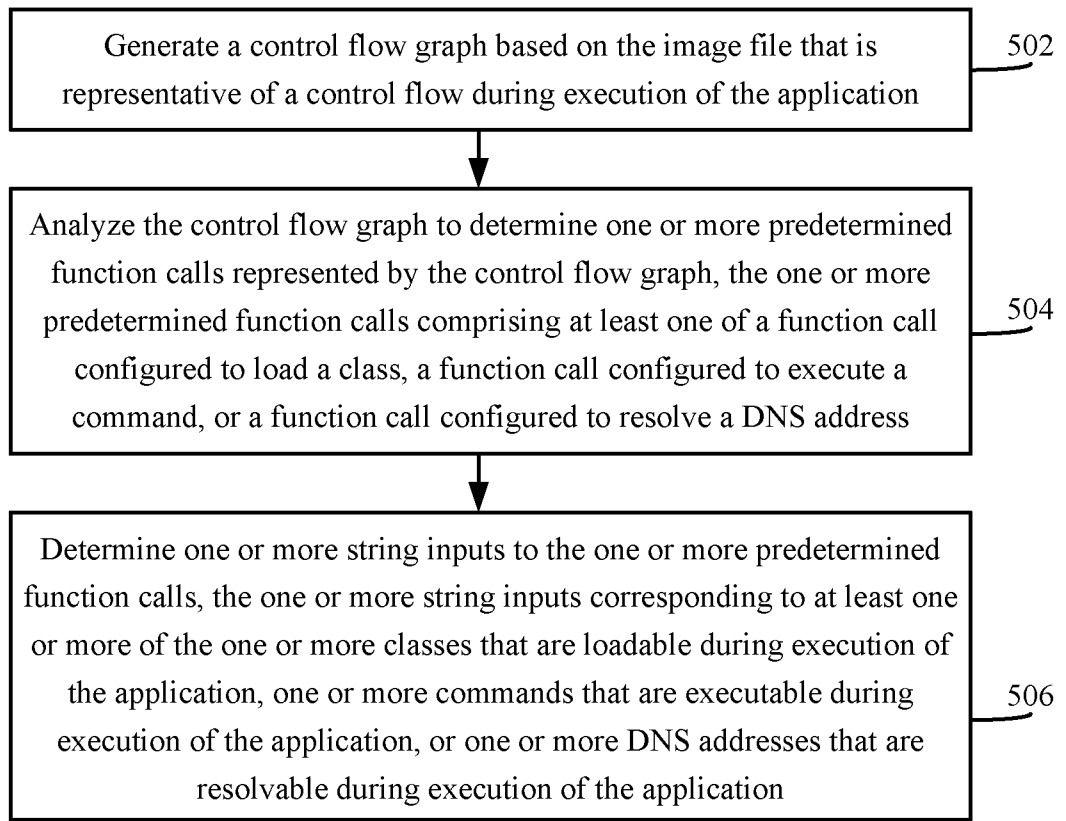 Generate a control flow graph based on the image file that is
representative of a control flow during execution of the application
502
Analyze the control flow graph to determine one or more predetermined
function calls represented by the control flow graph, the one or more
predetermined function calls comprising at least one of a function call
configured to load a class, a function call configured to execute a
command, or a function call configured to resolve a DNS address
504
Determine one or more string inputs to the one or more predetermined
function calls, the one or more string inputs corresponding to at least one
or more of the one or more classes that are loadable during execution of
the application, one or more commands that are executable during
execution of the application, or one or more DNS addresses that are
resolvable during execution of the application
506